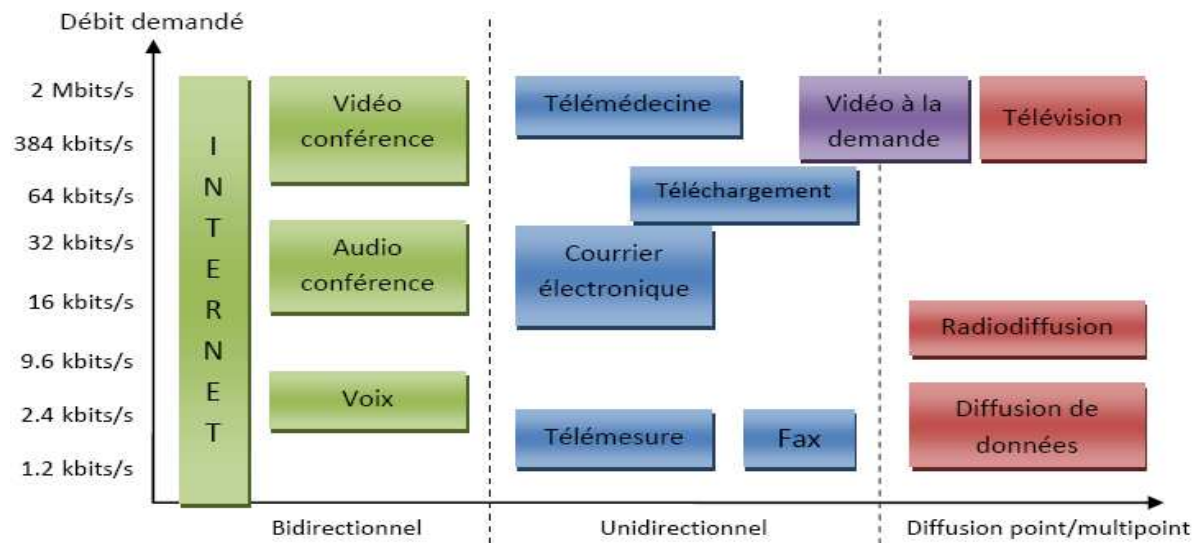 Débit demandé
2 Mbits/s
384 kbits/s
64 kbits/s
32 kbits/s
16 kbits/s
9.6 kbits/s
2.4 kbits/s
1.2 kbits/s
I
N
T
E
R
N
E
T
Vidéo
conférence
Audio
conférence
Voix
Télémédecine
Téléchargement
Courrier
électronique
Télémesure
Fax
Vidéo à la
demande
Télévision
Radiodiffusion
Diffusion de
données
Bidirectionnel
Unidirectionnel
Diffusion point/multipoint